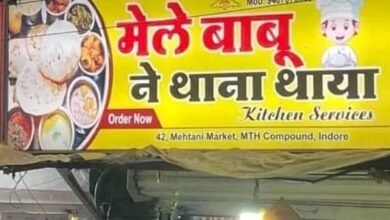 मेले बाबू
ने थाना थाया
Kitchen Services
Order Now
42, Mehtani Market, MTH Compound, Indore